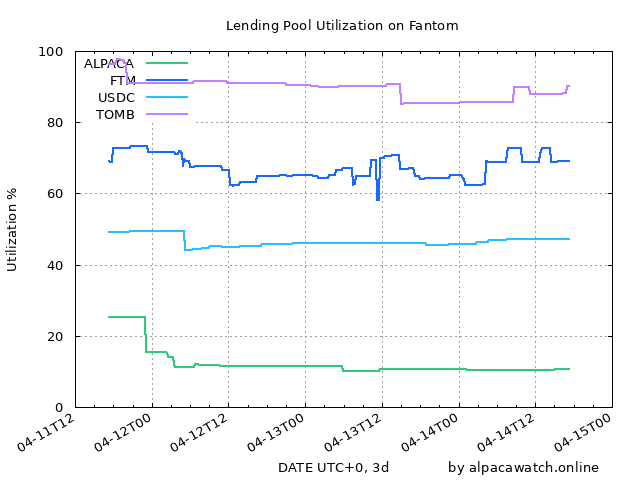 Lending Pool Utilization on Fantom
100
80
60
40
20
0
Utilization %
ALPACA
FTM
USDC
TOMB
04-11T12
04-12T00
04-12T12
04-13T00
04-13T12
04-14T00
04-14T12
04-15T00
DATE UTC+0, 3d
by alpacawatch.online